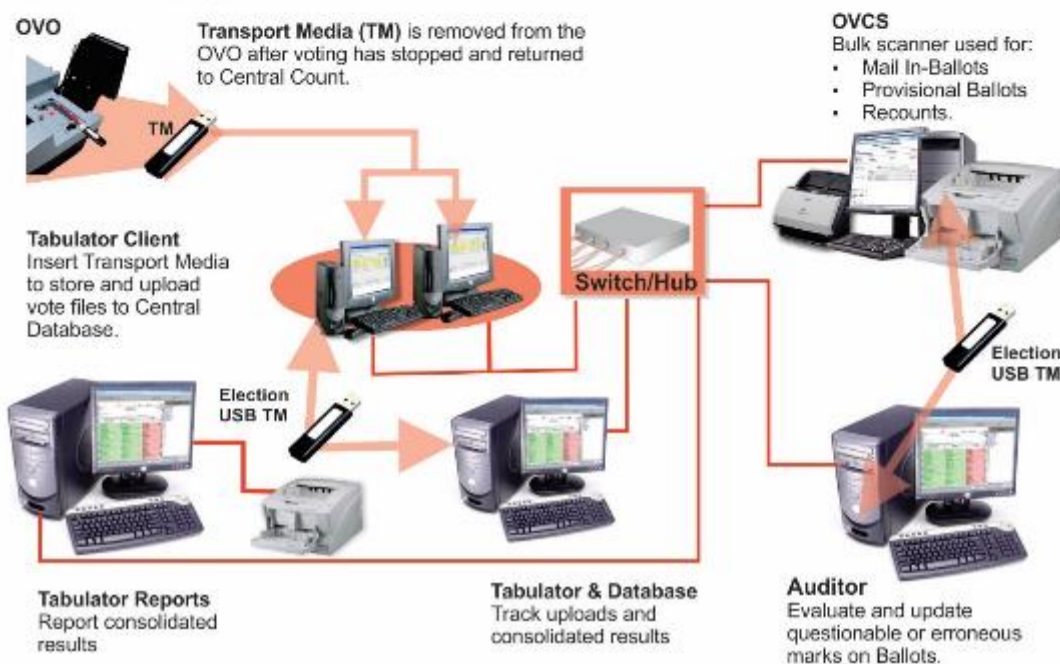 OVO
Transport Media (TM) is removed from the
OVO after voting has stopped and returned
to Central Count.
TM
OVCS
Bulk scanner used for:
• Mail In-Ballots
• Provisional Ballots
• Recounts.
Tabulator Client
Insert Transport Media
to store and upload
vote files to Central
Database.
Switch/Hub
Election
USB TM
Election
USB TM
Tabulator Reports
Report consolidated
results
Tabulator & Database
Track uploads and
consolidated results
Auditor
Evaluate and update
questionable or erroneous
marks on Ballots.